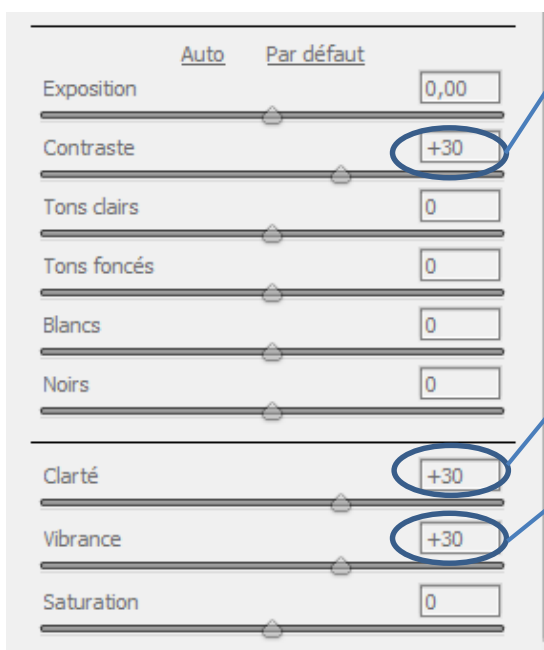 Auto Par défaut
Exposition 0,00
Contraste +30
Tons clairs 0
Tons foncés 0
Blancs 0
Noirs 0
Clarté +30
Vibrance +30
Saturation 0